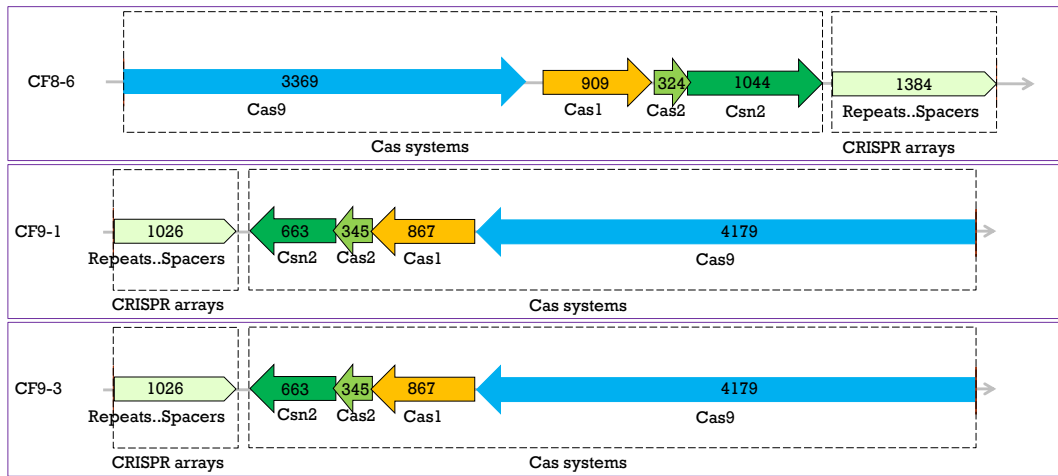 CF8-6
3369
909
324
1044
1384
Cas9
Cas1
Cas2
Csn2
Repeats..Spacers
Cas systems
CRISPR arrays
CF9-1
1026
663
345
867
4179
Repeats..Spacers
Csn2
Cas2
Cas1
Cas9
CRISPR arrays
Cas systems
CF9-3
1026
663
345
867
4179
Repeats..Spacers
Csn2
Cas2
Cas1
Cas9
CRISPR arrays
Cas systems